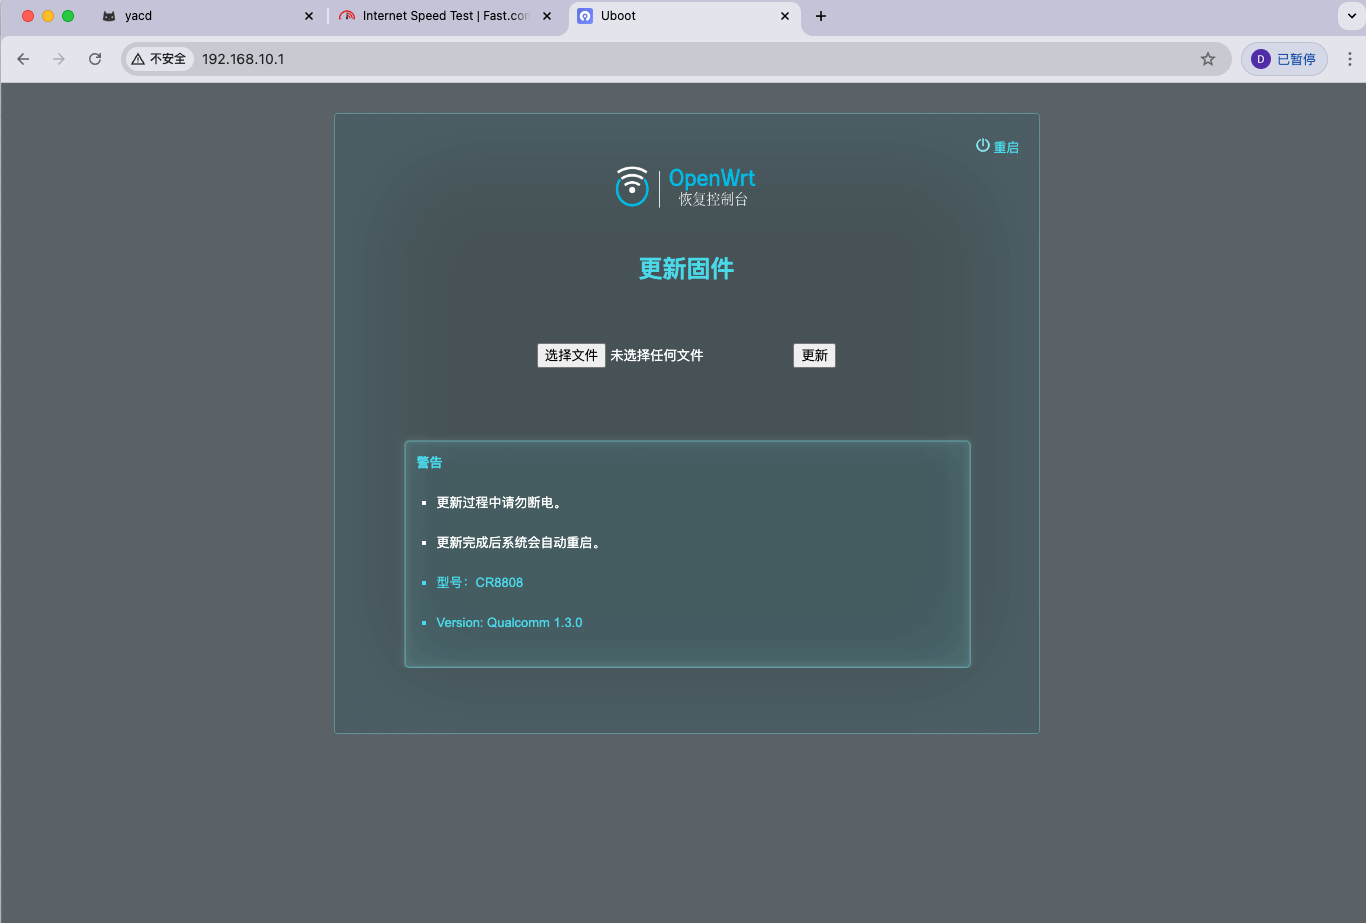 yacd
Internet Speed Test | Fast.com
Uboot
不安全
192.168.10.1
D
已暂停
重启
OpenWrt
恢复控制台
更新固件
选择文件 未选择任何文件 更新
警告
更新过程中请勿断电。
更新完成后系统会自动重启。
型号：CR8808
Version: Qualcomm 1.3.0